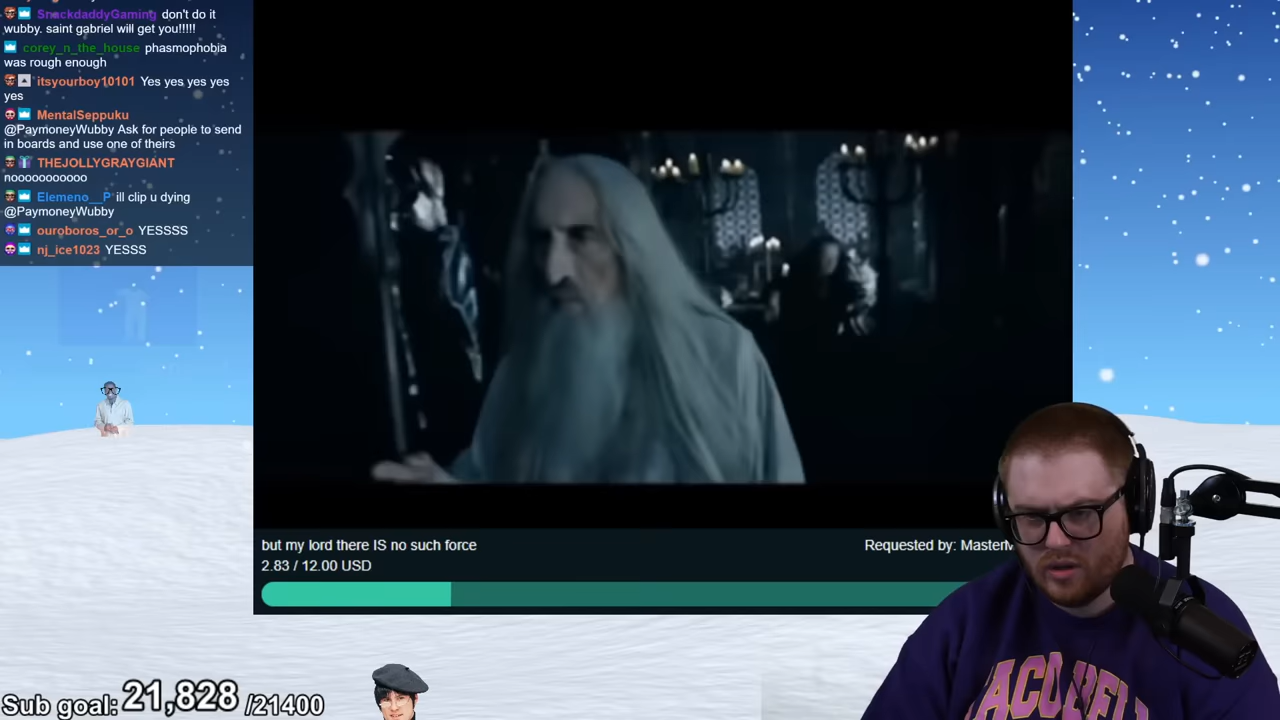 SnackdaddyGaming don't do it
wubby. saint gabriel will get you!!!!!
corey_n_the_house phasmophobia
was rough enough
itsyourboy10101 Yes yes yes yes
yes
MentalSeppuku
@PaymoneyWubby Ask for people to send
in boards and use one of theirs
THEJOLLYGRAYGIANT
nooooooooooo
Elemeno__P ill clip u dying
@PaymoneyWubby
ouroboros_or_o YESSSS
nj_ice1023 YESSS
but my lord there IS no such force
Requested by:
2.83 / 12.00 USD
Sub goal: 21,828 /21400